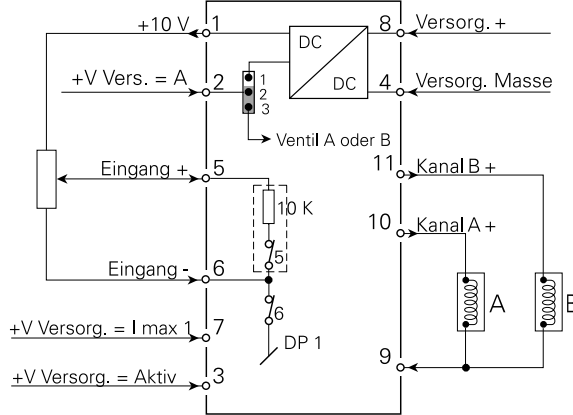 +10 V
1
DC
DC
8
Versorg. +
+V Vers. = A
2
1
2
3
4
Versorg. Masse
Ventil A oder B
11
Kanal B +
Eingang +
5
10 K
5
10
Kanal A +
Eingang -
6
6
A
B
+V Versorg. = I max 1
7
DP 1
9
+V Versorg. = Aktiv
3